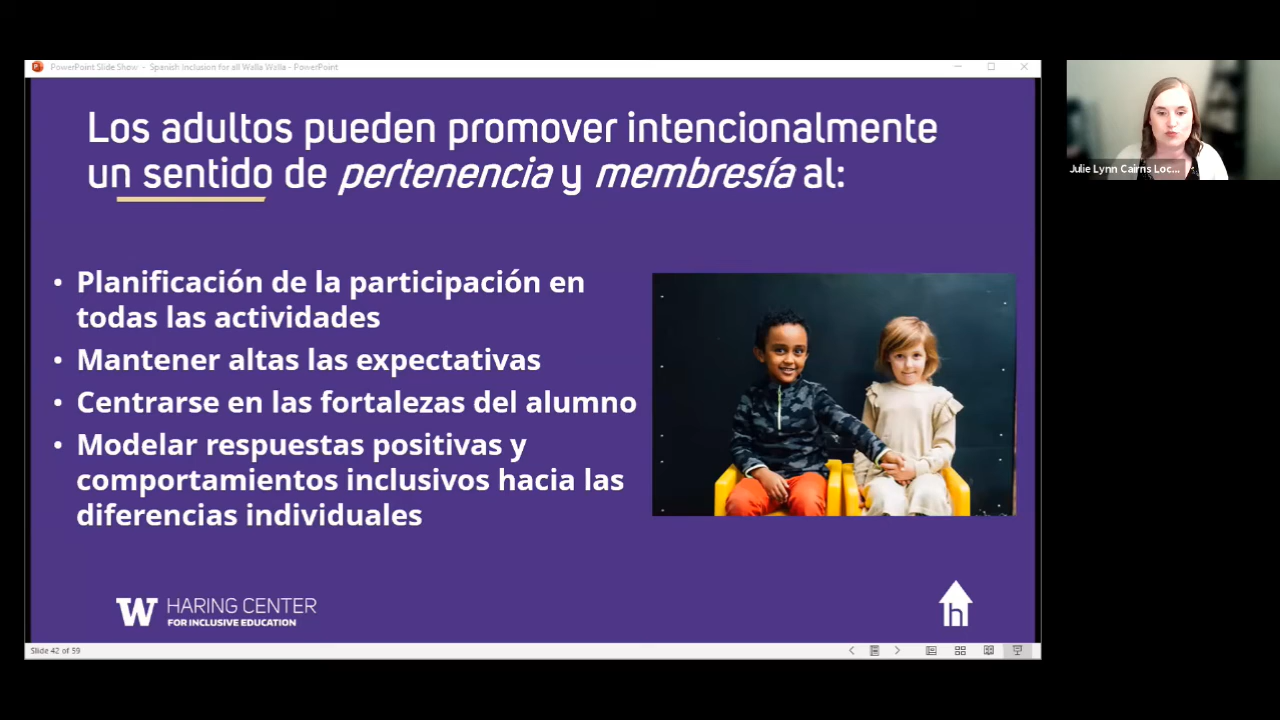 PowerPoint Slide Show - Spanish Inclusion for all Walla Walla - PowerPoint
Los adultos pueden promover intencionalmente
un sentido de pertenencia y membresía al:
Julie Lynn Cairns Loc...
• Planificación de la participación en
todas las actividades
• Mantener altas las expectativas
• Centrarse en las fortalezas del alumno
• Modelar respuestas positivas y
comportamientos inclusivos hacia las
diferencias individuales
W HARING CENTER
FOR INCLUSIVE EDUCATION
h
Slide 42 of 59